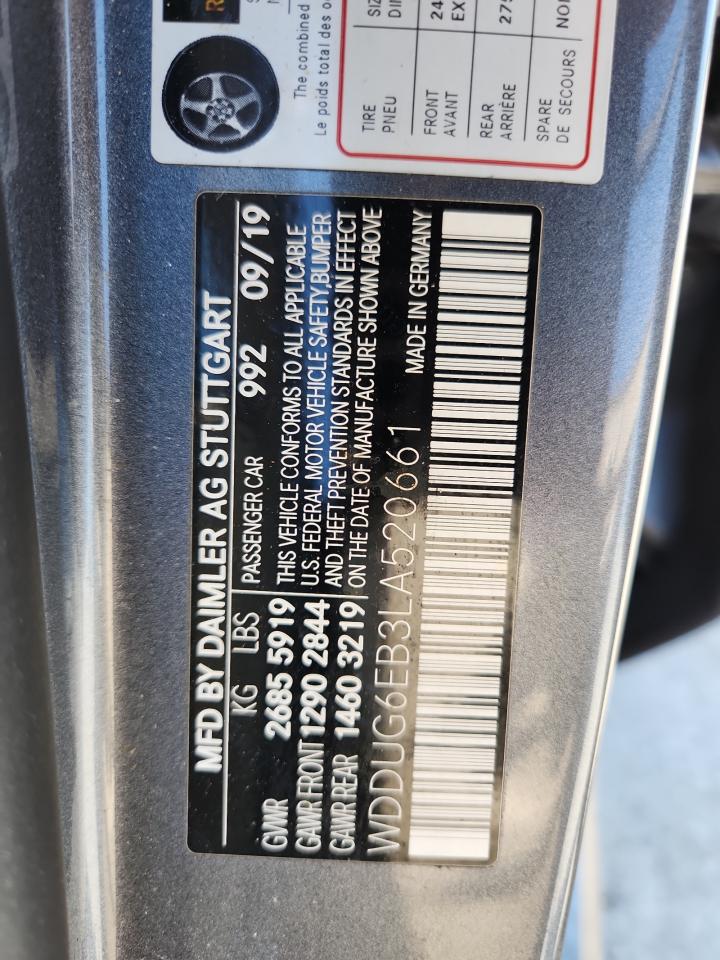 MFD BY DAIMLER AG STUTTGART
KG LBS PASSENGER CAR 992 09/19
GVWR 2685 5919 THIS VEHICLE CONFORMS TO ALL APPLICABLE
GAWR FRONT 1290 2844 U.S. FEDERAL MOTOR VEHICLE SAFETY,BUMPER
GAWR REAR 1460 3219 AND THEFT PREVENTION STANDARDS IN EFFECT
ON THE DATE OF MANUFACTURE SHOWN ABOVE
WDDUG6EB3LA520661 MADE IN GERMANY
The combined
Le poids total des
TIRE
PNEU
FRONT
AVANT
REAR
ARRIÈRE
SPARE
DE SECOURS